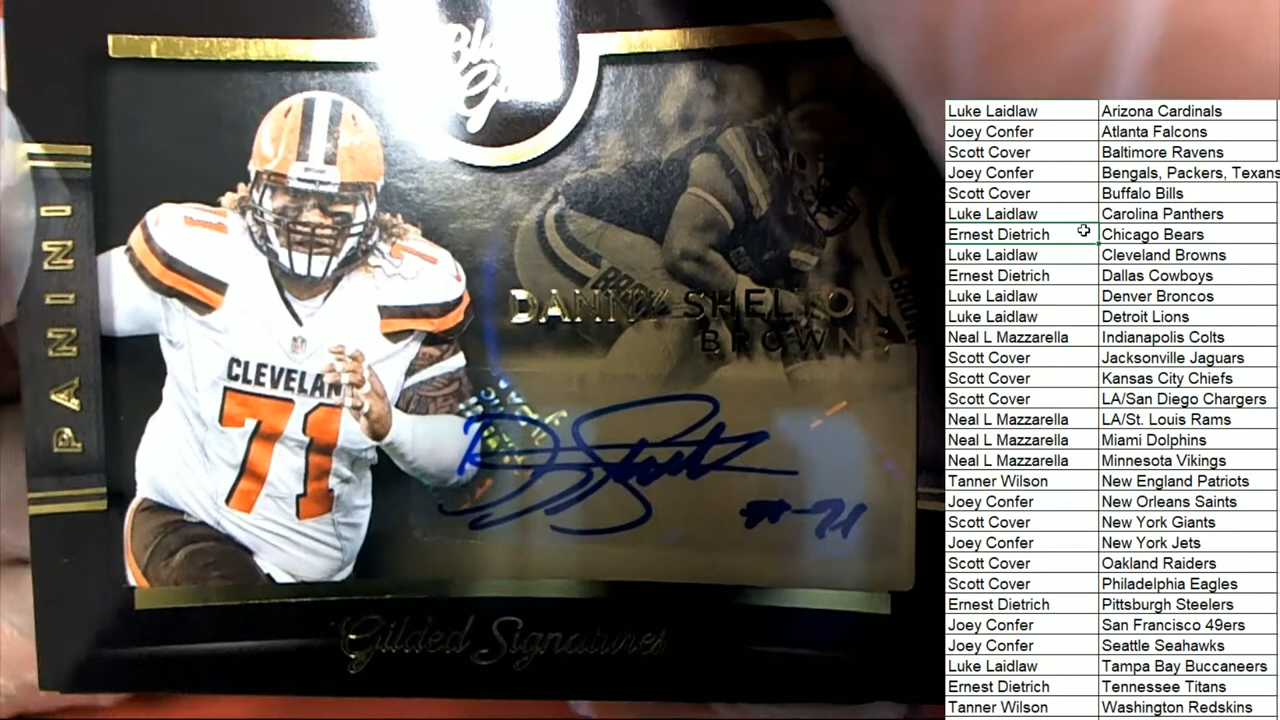 Black
Gold
PANINI
71
71
CLEVELAN
71
DANNY SHELTON
BROWNS
#71
Gilded Signatures
Luke Laidlaw Arizona Cardinals
Joey Confer Atlanta Falcons
Scott Cover Baltimore Ravens
Joey Confer Bengals, Packers, Texans
Scott Cover Buffalo Bills
Luke Laidlaw Carolina Panthers
Ernest Dietrich Chicago Bears
Luke Laidlaw Cleveland Browns
Ernest Dietrich Dallas Cowboys
Luke Laidlaw Denver Broncos
Luke Laidlaw Detroit Lions
Neal L Mazzarella Indianapolis Colts
Scott Cover Jacksonville Jaguars
Scott Cover Kansas City Chiefs
Scott Cover LA/San Diego Chargers
Neal L Mazzarella LA/St. Louis Rams
Neal L Mazzarella Miami Dolphins
Neal L Mazzarella Minnesota Vikings
Tanner Wilson New England Patriots
Joey Confer New Orleans Saints
Scott Cover New York Giants
Joey Confer New York Jets
Scott Cover Oakland Raiders
Scott Cover Philadelphia Eagles
Ernest Dietrich Pittsburgh Steelers
Joey Confer San Francisco 49ers
Joey Confer Seattle Seahawks
Luke Laidlaw Tampa Bay Buccaneers
Ernest Dietrich Tennessee Titans
Tanner Wilson Washington Redskins